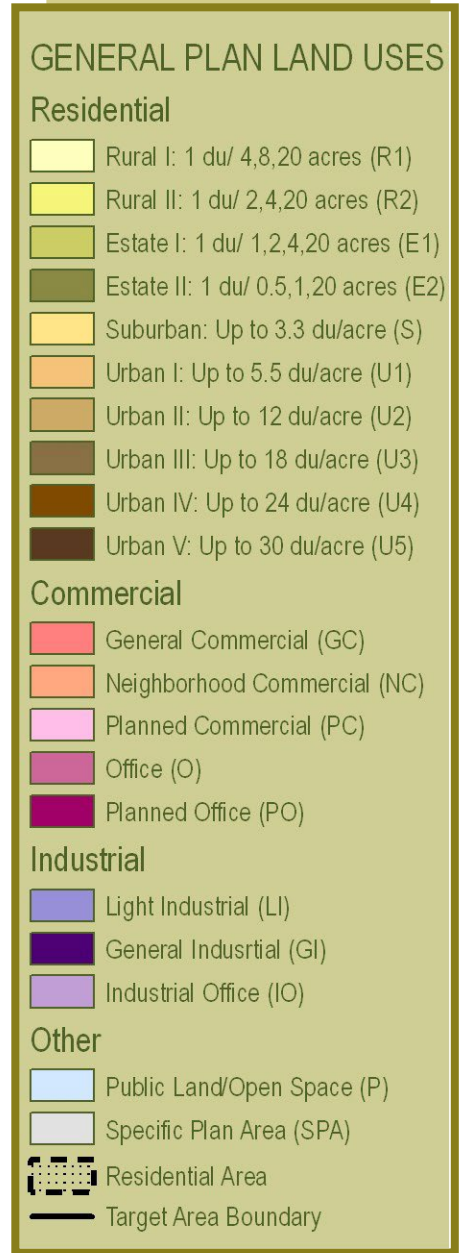 GENERAL PLAN LAND USES
Residential
Rural I: 1 du/ 4,8,20 acres (R1)
Rural II: 1 du/ 2,4,20 acres (R2)
Estate I: 1 du/ 1,2,4,20 acres (E1)
Estate II: 1 du/ 0.5,1,20 acres (E2)
Suburban: Up to 3.3 du/acre (S)
Urban I: Up to 5.5 du/acre (U1)
Urban II: Up to 12 du/acre (U2)
Urban III: Up to 18 du/acre (U3)
Urban IV: Up to 24 du/acre (U4)
Urban V: Up to 30 du/acre (U5)
Commercial
General Commercial (GC)
Neighborhood Commercial (NC)
Planned Commercial (PC)
Office (O)
Planned Office (PO)
Industrial
Light Industrial (LI)
General Indusrtial (GI)
Industrial Office (IO)
Other
Public Land/Open Space (P)
Specific Plan Area (SPA)
Residential Area
Target Area Boundary